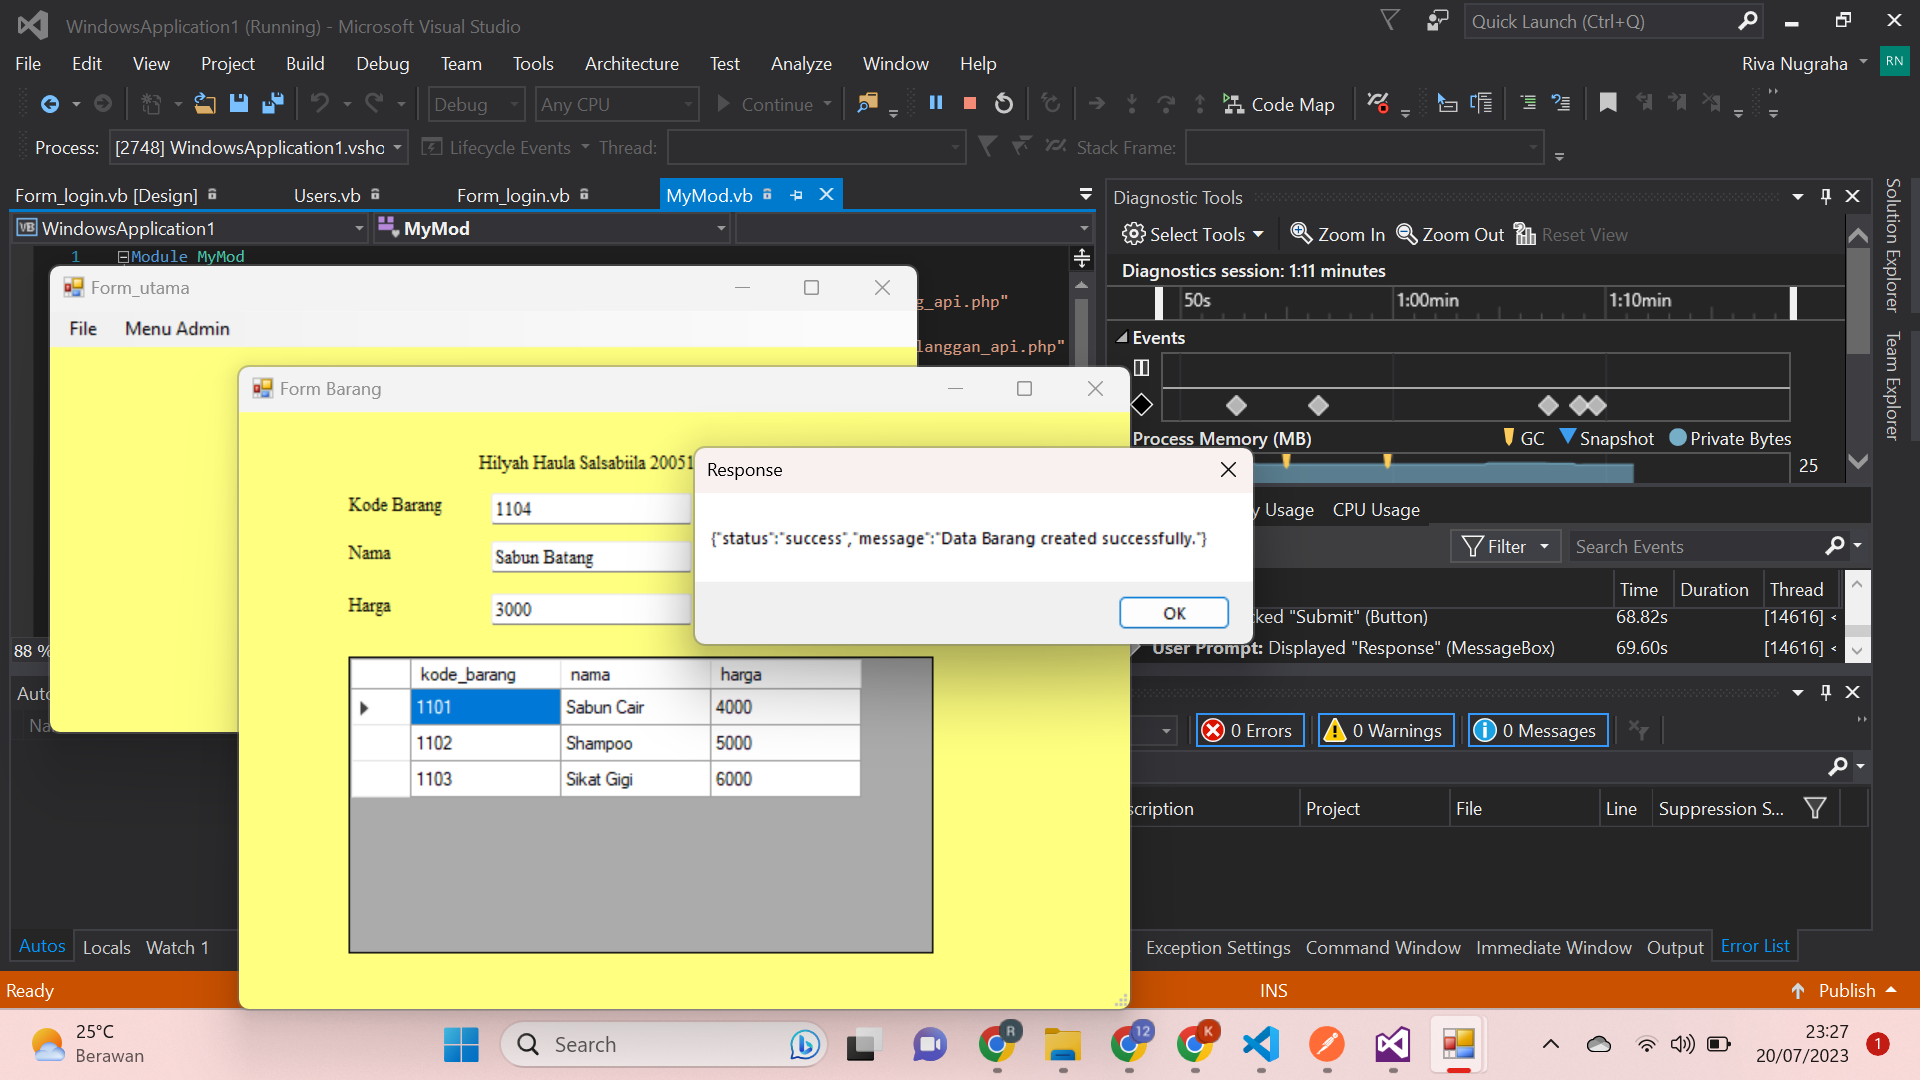 WindowsApplication1 (Running) - Microsoft Visual Studio
Quick Launch (Ctrl+Q)
File Edit View Project Build Debug Team Tools Architecture Test Analyze Window Help
Riva Nugraha RN
Debug Any CPU Continue Code Map
Process: [2748] WindowsApplication1.vsho Lifecycle Events Thread: Stack Frame:
Form_login.vb [Design] Users.vb Form_login.vb MyMod.vb
WindowsApplication1 MyMod
1 Module MyMod
g_api.php"
langgan_api.php"
88 %
Diagnostic Tools
Select Tools Zoom In Zoom Out Reset View
Diagnostics session: 1:11 minutes
50s 1:00min 1:10min
Events
Process Memory (MB) GC Snapshot Private Bytes
25
Usage CPU Usage
Filter Search Events
Time Duration Thread
ked "Submit" (Button) 68.82s [14616]
User Prompt: Displayed "Response" (MessageBox) 69.60s [14616]
Solution Explorer
Team Explorer
Form_utama
File Menu Admin
Form Barang
Hilyah Haula Salsabiila 20051
Kode Barang 1104
Nama Sabun Batang
Harga 3000
kode_barang nama harga
1101 Sabun Cair 4000
1102 Shampoo 5000
1103 Sikat Gigi 6000
Response
{"status":"success","message":"Data Barang created successfully."}
OK
0 Errors 0 Warnings 0 Messages
scription Project File Line Suppression S...
Autos Locals Watch 1
Exception Settings Command Window Immediate Window Output Error List
Ready INS Publish
25°C
Berawan
Search
R 12 K
23:27
20/07/2023
1